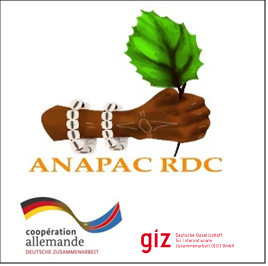 ANAPAC RDC
coopération
allemande
DEUTSCHE ZUSAMMENARBEIT
giz
Deutsche Gesellschaft
für Internationale
Zusammenarbeit (GIZ) GmbH